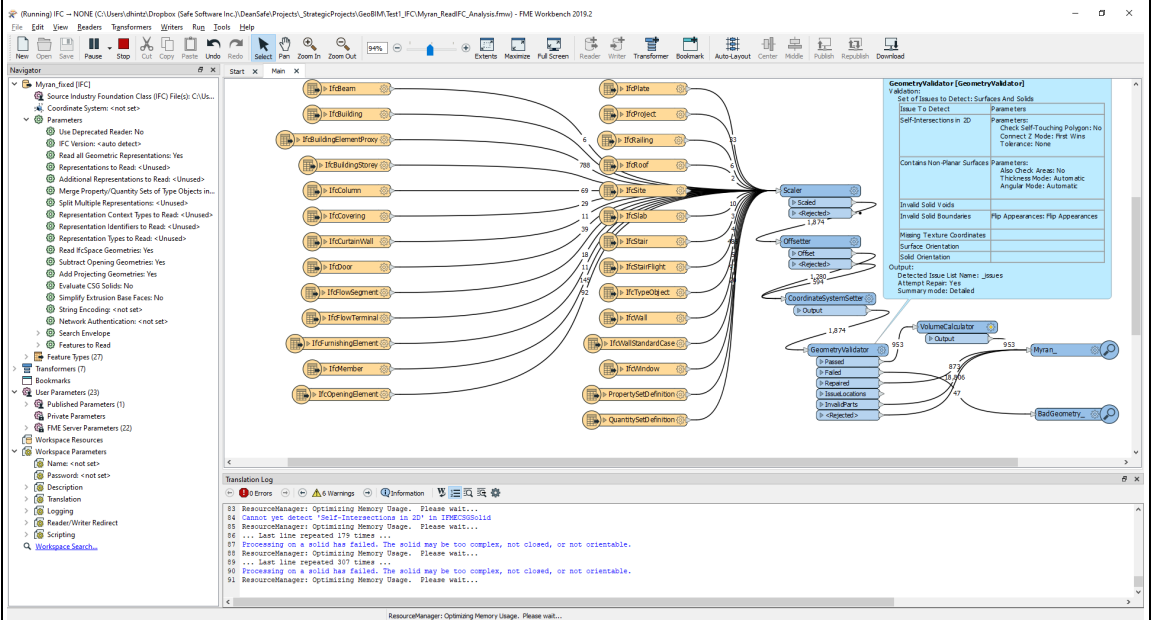 (Running) IFC → NONE (C:\Users\dhintz\Dropbox (Safe Software Inc.)\DeanSafe\Projects\_StrategicProjects\GeoBIM\Test1_IFC\Myran_ReadIFC_Analysis.fmw) - FME Workbench 2019.2
File Edit View Readers Transformers Writers Run Tools Help
New Open Save Pause Stop Cut Copy Paste Undo Redo Select Pan Zoom In Zoom Out 94% Extents Maximize Full Screen Reader Writer Transformer Bookmark Auto-Layout Center Middle Publish Republish Download
Navigator
Myran_fixed [IFC]
Source Industry Foundation Class (IFC) File(s): C:\Us...
Coordinate System: <not set>
Parameters
Use Deprecated Reader: No
IFC Version: <auto detect>
Read all Geometric Representations: Yes
Representations to Read: <Unused>
Additional Representations to Read: <Unused>
Merge Property/Quantity Sets of Type Objects in...
Split Multiple Representations: <Unused>
Representation Context Types to Read: <Unused>
Representation Identifiers to Read: <Unused>
Representation Types to Read: <Unused>
Read IfcSpace Geometries: Yes
Subtract Opening Geometries: Yes
Add Projecting Geometries: Yes
Evaluate CSG Solids: No
Simplify Extrusion Base Faces: No
String Encoding: <not set>
Network Authentication: <not set>
Search Envelope
Features to Read
Feature Types (27)
Transformers (7)
Bookmarks
User Parameters (23)
Published Parameters (1)
Private Parameters
FME Server Parameters (22)
Workspace Resources
Workspace Parameters
Name: <not set>
Password: <not set>
Description
Translation
Logging
Reader/Writer Redirect
Scripting
Workspace Search...
Start Main
IfcBeam
IfcBuilding
IfcBuildingElementProxy
IfcBuildingStorey
IfcColumn
IfcCovering
IfcCurtainWall
IfcDoor
IfcFlowSegment
IfcFlowTerminal
IfcFurnishingElement
IfcMember
IfcOpeningElement
6
788
69
29
11
39
18
11
145
92
IfcPlate
IfcProject
IfcRailing
IfcRoof
IfcSite
IfcSlab
IfcStair
IfcStairFlight
IfcTypeObject
IfcWall
IfcWallStandardCase
IfcWindow
PropertySetDefinition
QuantitySetDefinition
33
6
2
10
3
Scaler
Scaled
<Rejected>
1,874
Offsetter
Offset
<Rejected>
1,280
594
CoordinateSystemSetter
Output
1,874
GeometryValidator
Passed
Failed
Repaired
IssueLocations
InvalidParts
<Rejected>
953
VolumeCalculator
Output
953
873
18,806
47
Myran_
BadGeometry_
GeometryValidator [GeometryValidator]
Validation:
Set of Issues to Detect: Surfaces And Solids
Issue To Detect Parameters
Self-Intersections in 2D Parameters:
Check Self-Touching Polygon: No
Connect Z Mode: First Wins
Tolerance: None
Contains Non-Planar Surfaces Parameters:
Also Check Areas: No
Thickness Mode: Automatic
Angular Mode: Automatic
Invalid Solid Voids
Invalid Solid Boundaries Flip Appearances: Flip Appearances
Missing Texture Coordinates
Surface Orientation
Solid Orientation
Output:
Detected Issue List Name: _issues
Attempt Repair: Yes
Summary mode: Detailed
Translation Log
0 Errors 6 Warnings Information
83 ResourceManager: Optimizing Memory Usage. Please wait...
84 Cannot yet detect 'Self-Intersections in 2D' in IFMECSGSolid
85 ResourceManager: Optimizing Memory Usage. Please wait...
86 ... Last line repeated 179 times ...
87 Processing on a solid has failed. The solid may be too complex, not closed, or not orientable.
88 ResourceManager: Optimizing Memory Usage. Please wait...
89 ... Last line repeated 307 times ...
90 Processing on a solid has failed. The solid may be too complex, not closed, or not orientable.
91 ResourceManager: Optimizing Memory Usage. Please wait...
ResourceManager: Optimizing Memory Usage. Please wait...